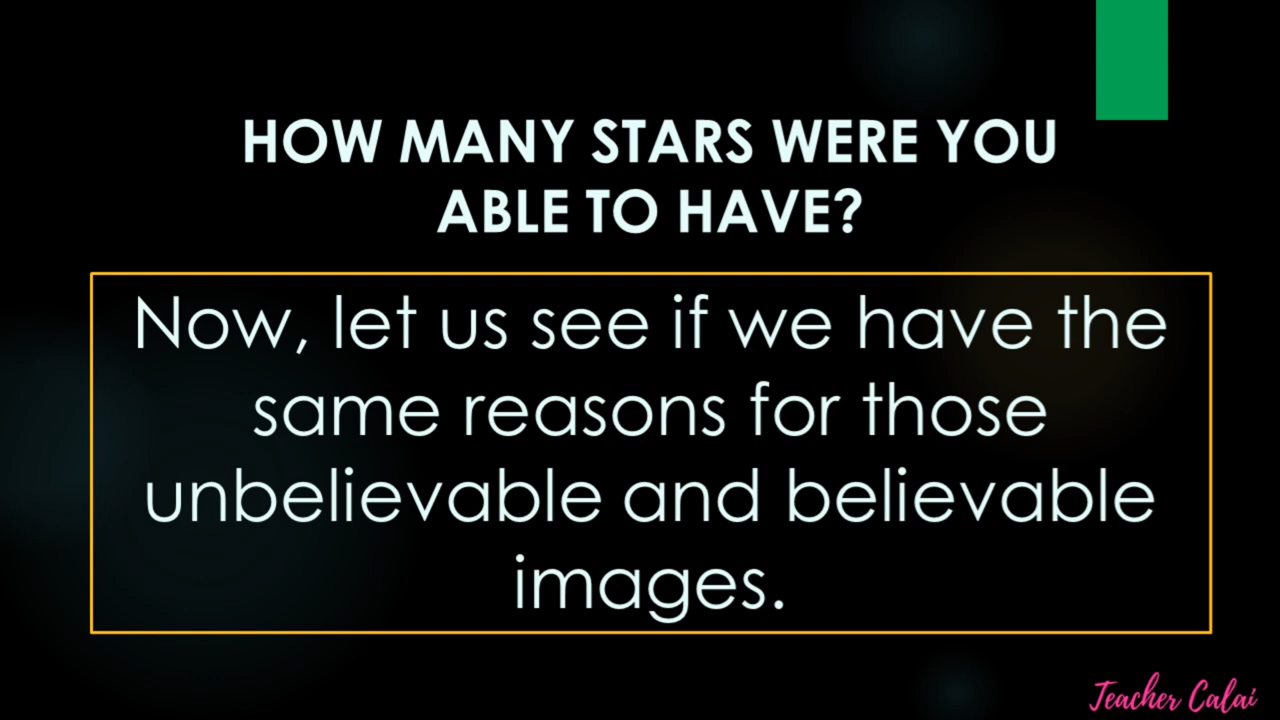 HOW MANY STARS WERE YOU
ABLE TO HAVE?
Now, let us see if we have the
same reasons for those
unbelievable and believable
images.
Teacher Calai